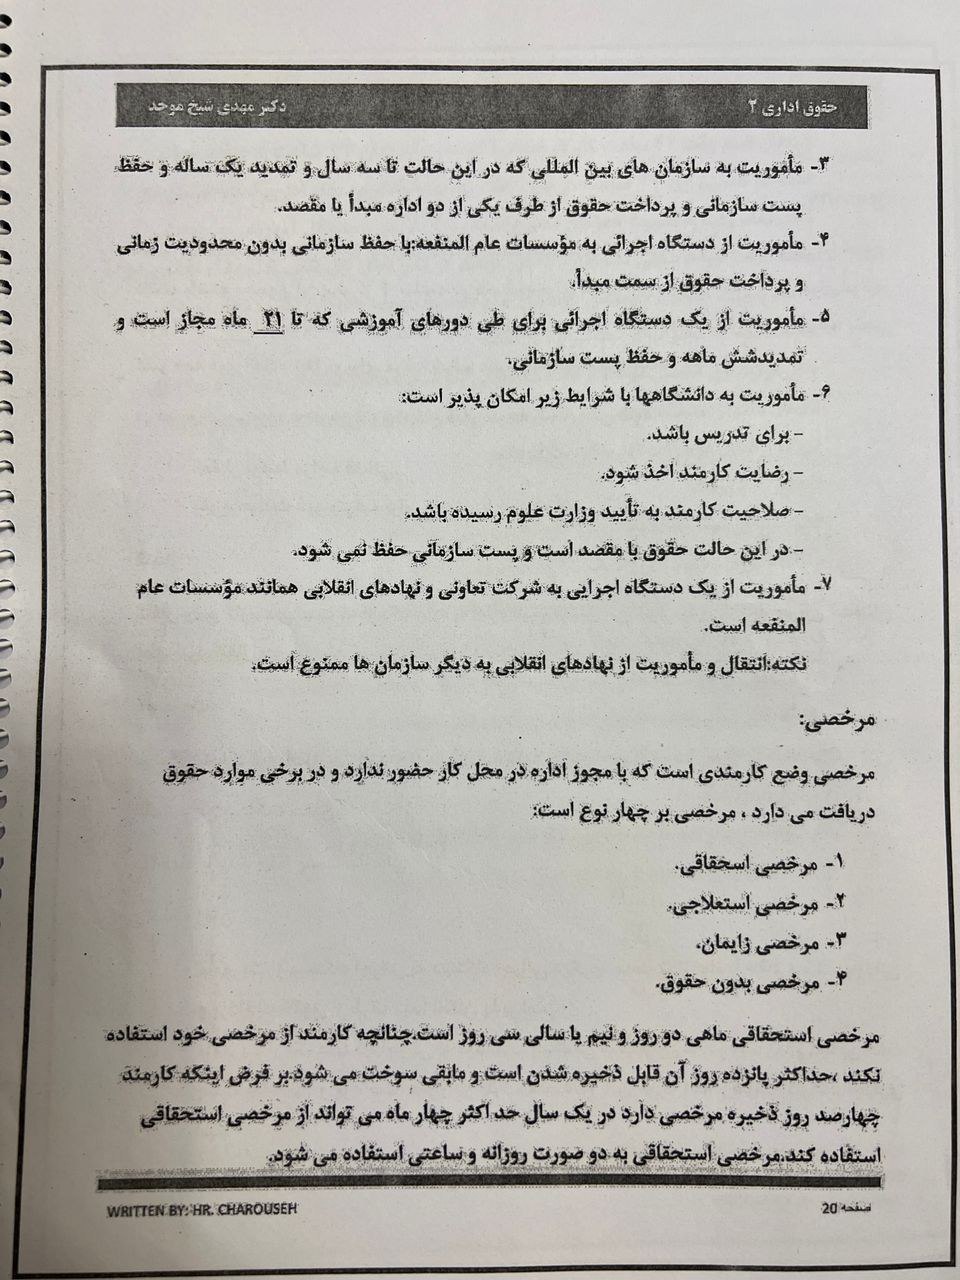 حقوق اداری ۲
دکتر مهدی شیخ موحد
۳- مأموریت به سازمان های بین المللی که در این حالت تا سه سال و تمدید یک ساله و حفظ
پست سازمانی و پرداخت حقوق از طرف یکی از دو اداره مبدأ یا مقصد.
۴- مأموریت از دستگاه اجرائی به مؤسسات عام المنفعه:با حفظ سازمانی بدون محدودیت زمانی
و پرداخت حقوق از سمت مبدأ.
۵- مأموریت از یک دستگاه اجرائی برای طی دورهای آموزشی که تا ۲۱ ماه مجاز است و
تمدیدشش ماهه و حفظ پست سازمانی.
۶- مأموریت به دانشگاهها با شرایط زیر امکان پذیر است:
- برای تدریس باشد.
- رضایت کارمند اخذ شود.
- صلاحیت کارمند به تأیید وزارت علوم رسیده باشد.
- در این حالت حقوق با مقصد است و پست سازمانی حفظ نمی شود.
۷- مأموریت از یک دستگاه اجرایی به شرکت تعاونی و نهادهای انقلابی همانند مؤسسات عام
المنفعه است.
نکته:انتقال و مأموریت از نهادهای انقلابی به دیگر سازمان ها ممنوع است.
مرخصی:
مرخصی وضع کارمندی است که با مجوز اداره در محل کار حضور ندارد و در برخی موارد حقوق
دریافت می دارد ، مرخصی بر چهار نوع است:
۱- مرخصی اسحقاقی.
۲- مرخصی استعلاجی.
۳- مرخصی زایمان.
۴- مرخصی بدون حقوق.
مرخصی استحقاقی ماهی دو روز و نیم یا سالی سی روز است.چنانچه کارمند از مرخصی خود استفاده
نکند ،حداکثر پانزده روز آن قابل ذخیره شدن است و مابقی سوخت می شود.بر فرض اینکه کارمند
چهارصد روز ذخیره مرخصی دارد در یک سال حد اکثر چهار ماه می تواند از مرخصی استحقاقی
استفاده کند.مرخصی استحقاقی به دو صورت روزانه و ساعتی استفاده می شود.
WRITTEN BY: HR. CHAROUSEH
صفحه 20